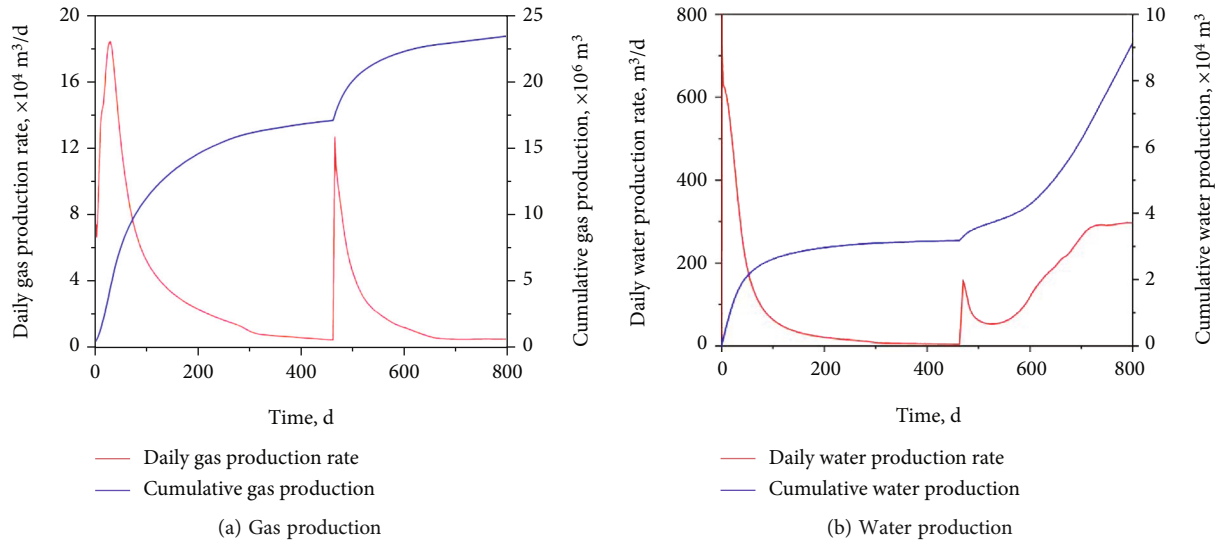 Daily gas production rate, ×10⁴ m³/d
20
16
12
8
4
0
25
20
15
10
5
0
Cumulative gas production, ×10⁶ m³
0 200 400 600 800
Time, d
Daily gas production rate
Cumulative gas production
(a) Gas production
Daily water production rate, m³/d
800
600
400
200
0
10
8
6
4
2
0
Cumulative water production, ×10⁴ m³
0 200 400 600 800
Time, d
Daily water production rate
Cumulative water production
(b) Water production